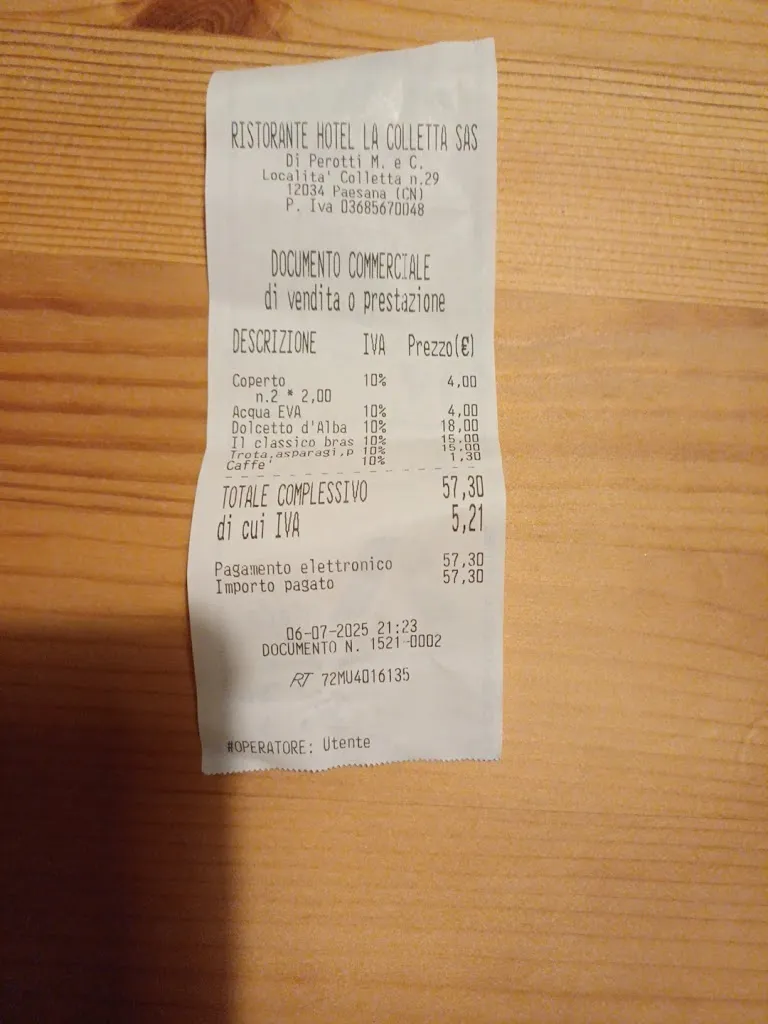 RISTORANTE HOTEL LA COLLETTA SAS
Di Perotti M. e C.
Localita' Colletta n.29
12034 Paesana (CN)
P. Iva 03685670048
DOCUMENTO COMMERCIALE
di vendita o prestazione
DESCRIZIONE IVA Prezzo(€)
Coperto 10% 4,00
n.2 * 2,00
Acqua EVA 10% 4,00
Dolcetto d'Alba 10% 18,00
Il classico bras 10% 15,00
Trota,asparagi,p 10% 15,00
Caffe' 10% 1,30
TOTALE COMPLESSIVO 57,30
di cui IVA 5,21
Pagamento elettronico 57,30
Importo pagato 57,30
06-07-2025 21:23
DOCUMENTO N. 1521-0002
RT 72MU4016135
#OPERATORE: Utente